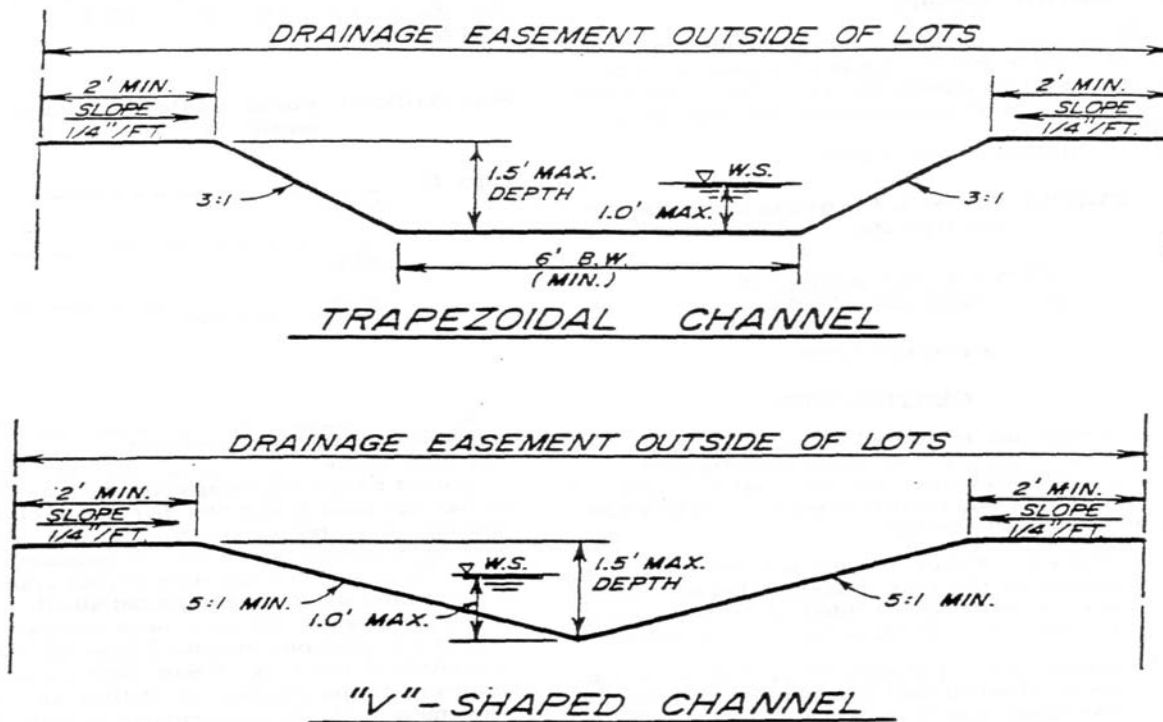 DRAINAGE EASEMENT OUTSIDE OF LOTS
2' MIN.
SLOPE
1/4"/FT.
2' MIN.
SLOPE
1/4"/FT.
3:1
1.5' MAX.
DEPTH
W.S.
1.0' MAX.
3:1
6' B.W.
(MIN.)
TRAPEZOIDAL CHANNEL
DRAINAGE EASEMENT OUTSIDE OF LOTS
2' MIN.
SLOPE
1/4"/FT.
2' MIN.
SLOPE
1/4"/FT.
W.S.
1.5' MAX.
DEPTH
5:1 MIN.
1.0' MAX.
5:1 MIN.
"V"-SHAPED CHANNEL